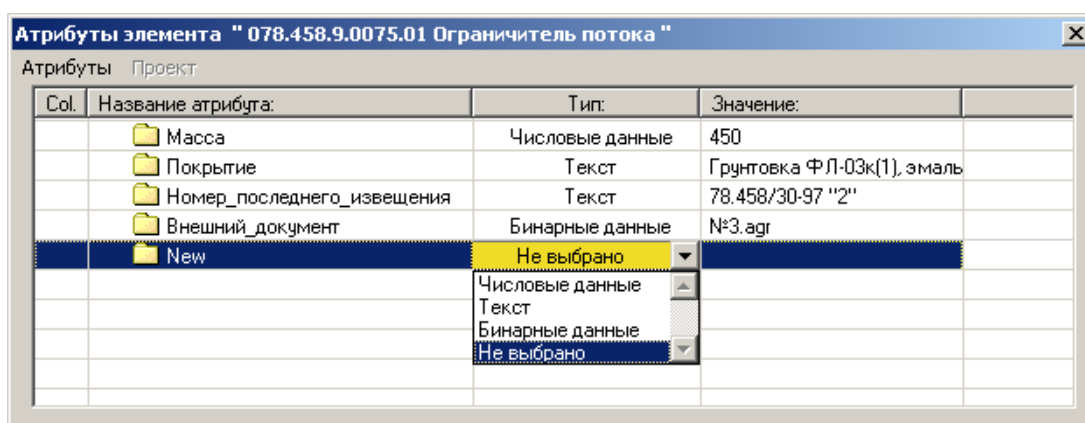 Атрибуты элемента " 078.458.9.0075.01 Ограничитель потока "
Атрибуты Проект
Col. Название атрибута: Тип: Значение:
Масса Числовые данные 450
Покрытие Текст Грунтовка ФЛ-03к(1), эмаль
Номер_последнего_извещения Текст 78.458/30-97 "2"
Внешний_документ Бинарные данные №3.agr
New Не выбрано
Числовые данные
Текст
Бинарные данные
Не выбрано